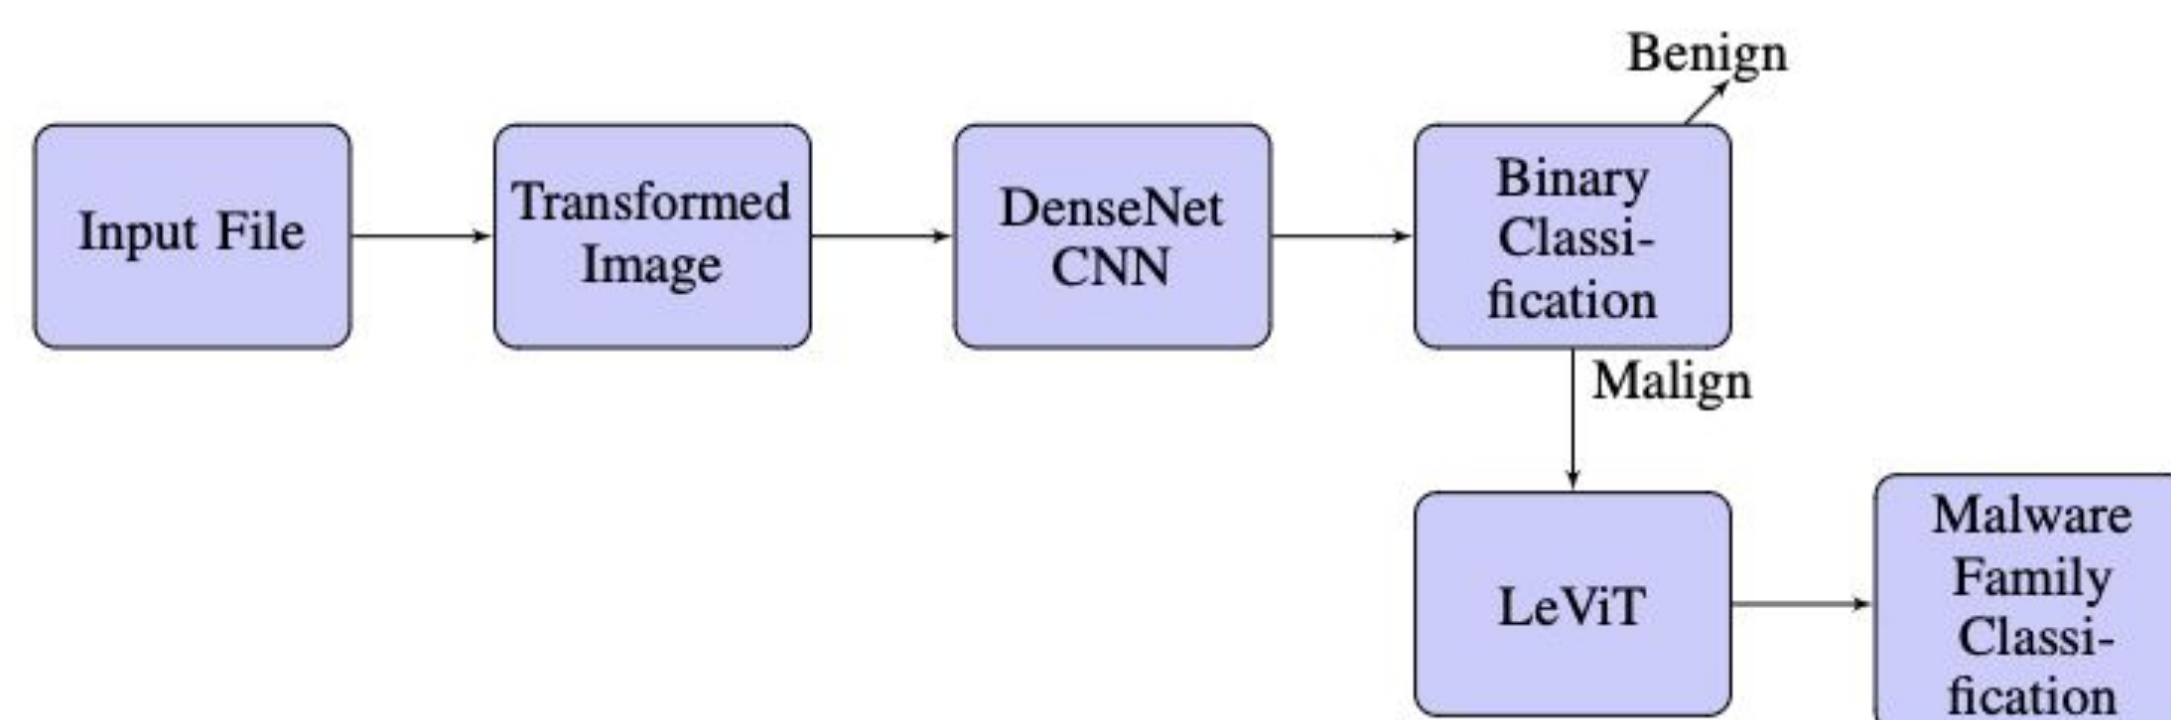 Benign
Input File
Transformed
Image
DenseNet
CNN
Binary
Classi-
fication
Malign
LeViT
Malware
Family
Classi-
fication